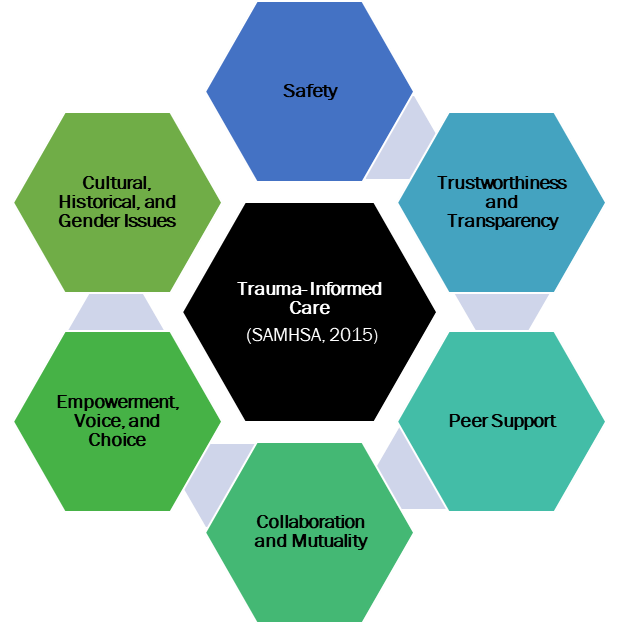 Safety
Trustworthiness
and
Transparency
Peer Support
Collaboration
and Mutuality
Empowerment,
Voice, and
Choice
Cultural,
Historical, and
Gender Issues
Trauma-Informed
Care
(SAMHSA, 2015)